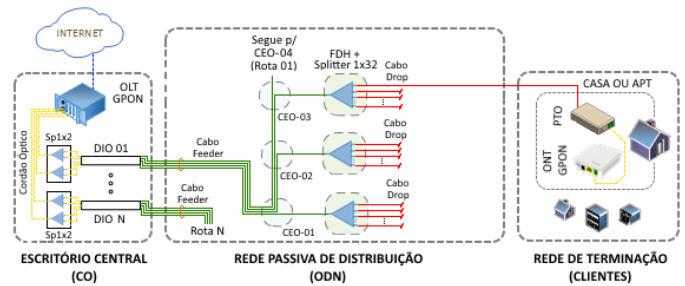 INTERNET
OLT
GPON
Cordão Óptico
Sp1x2
DIO 01
Sp1x2
DIO N
Cabo
Feeder
Cabo
Feeder
Rota N
ESCRITÓRIO CENTRAL
(CO)
Segue p/
CEO-04
(Rota 01)
FDH +
Splitter 1x32
Cabo
Drop
CEO-03
Cabo
Drop
CEO-02
Cabo
Drop
CEO-01
REDE PASSIVA DE DISTRIBUIÇÃO
(ODN)
CASA OU APT
PTO
ONT
GPON
REDE DE TERMINAÇÃO
(CLIENTES)